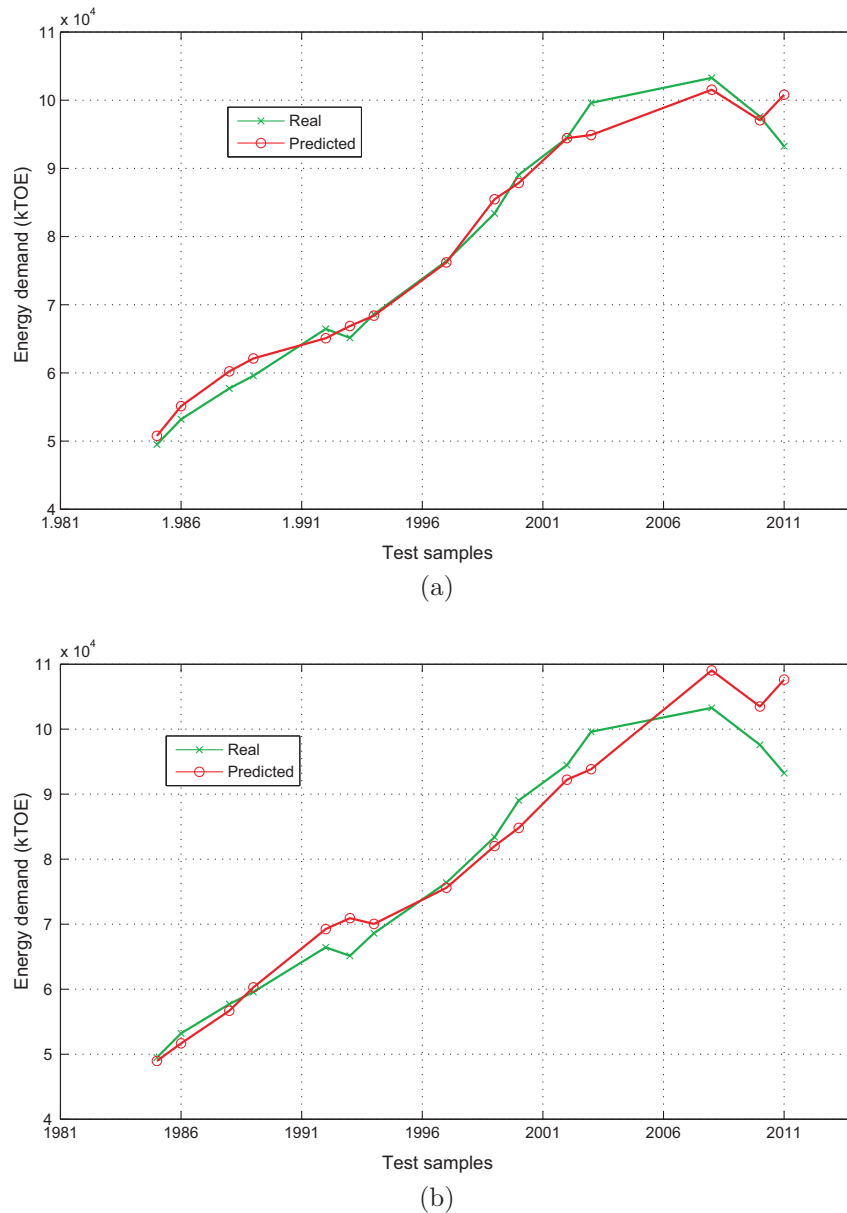 x 10^4
11
10
9
8
7
6
5
4
Energy demand (kTOE)
Real
Predicted
1.981 1.986 1.991 1996 2001 2006 2011
Test samples
(a)
x 10^4
11
10
9
8
7
6
5
4
Energy demand (kTOE)
Real
Predicted
1981 1986 1991 1996 2001 2006 2011
Test samples
(b)